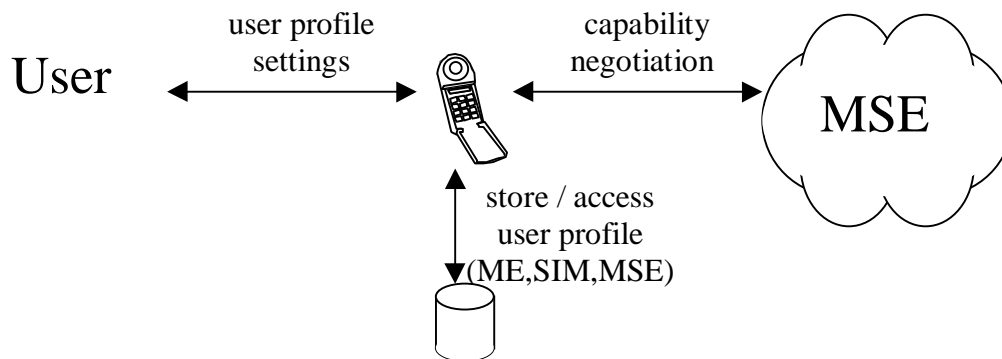 User
user profile
settings
capability
negotiation
MSE
store / access
user profile
(ME,SIM,MSE)